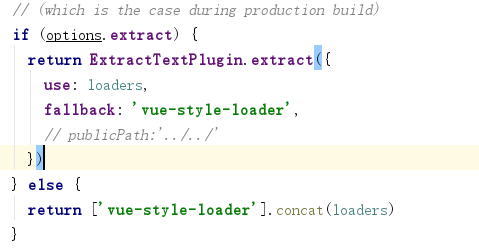 // (which is the case during production build)
if (options.extract) {
  return ExtractTextPlugin.extract({
    use: loaders,
    fallback: 'vue-style-loader',
    // publicPath:'../../'
  })
} else {
  return ['vue-style-loader'].concat(loaders)
}